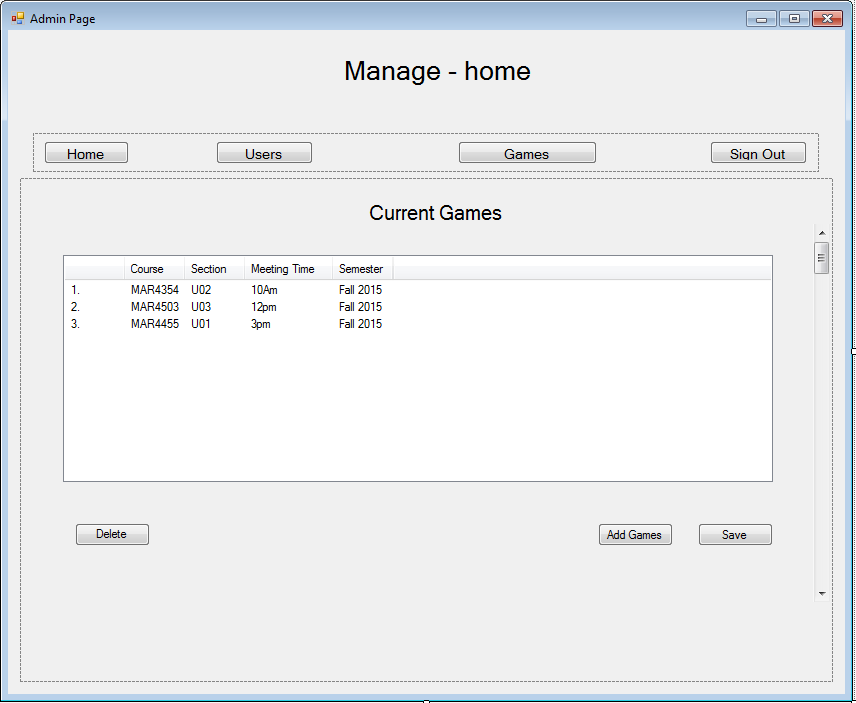 Admin Page
Manage - home
Home Users Games Sign Out
Current Games
Course Section Meeting Time Semester
1. MAR4354 U02 10Am Fall 2015
2. MAR4503 U03 12pm Fall 2015
3. MAR4455 U01 3pm Fall 2015
Delete Add Games Save